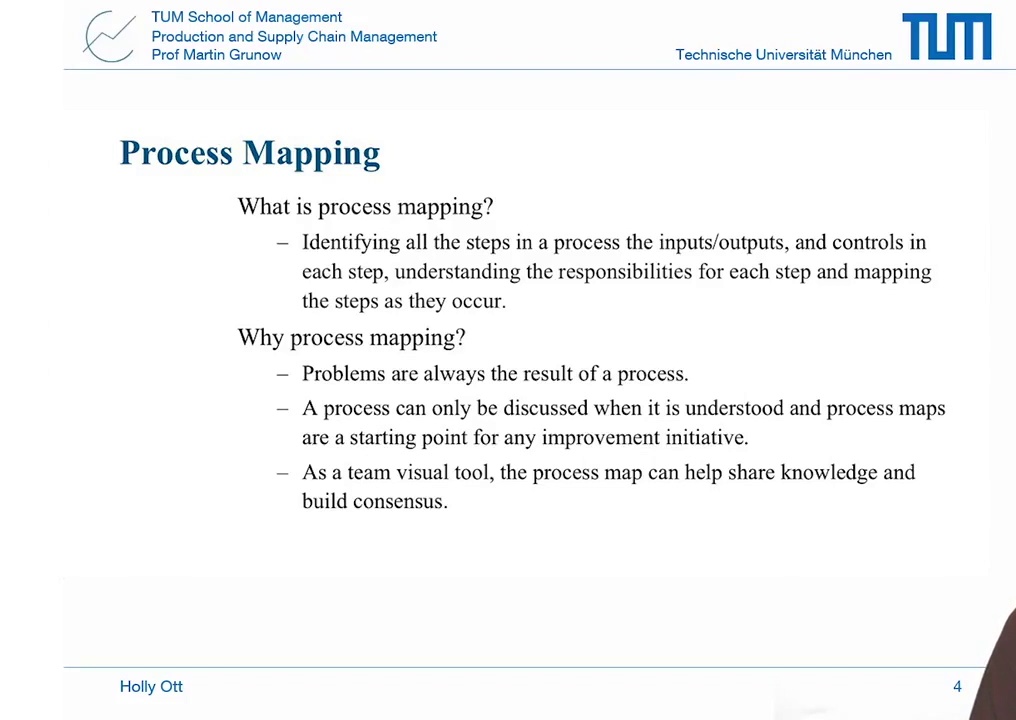 TUM School of Management
Production and Supply Chain Management
Prof Martin Grunow
Technische Universität München
TUM
Process Mapping
What is process mapping?
– Identifying all the steps in a process the inputs/outputs, and controls in
each step, understanding the responsibilities for each step and mapping
the steps as they occur.
Why process mapping?
– Problems are always the result of a process.
– A process can only be discussed when it is understood and process maps
are a starting point for any improvement initiative.
– As a team visual tool, the process map can help share knowledge and
build consensus.
Holly Ott
4